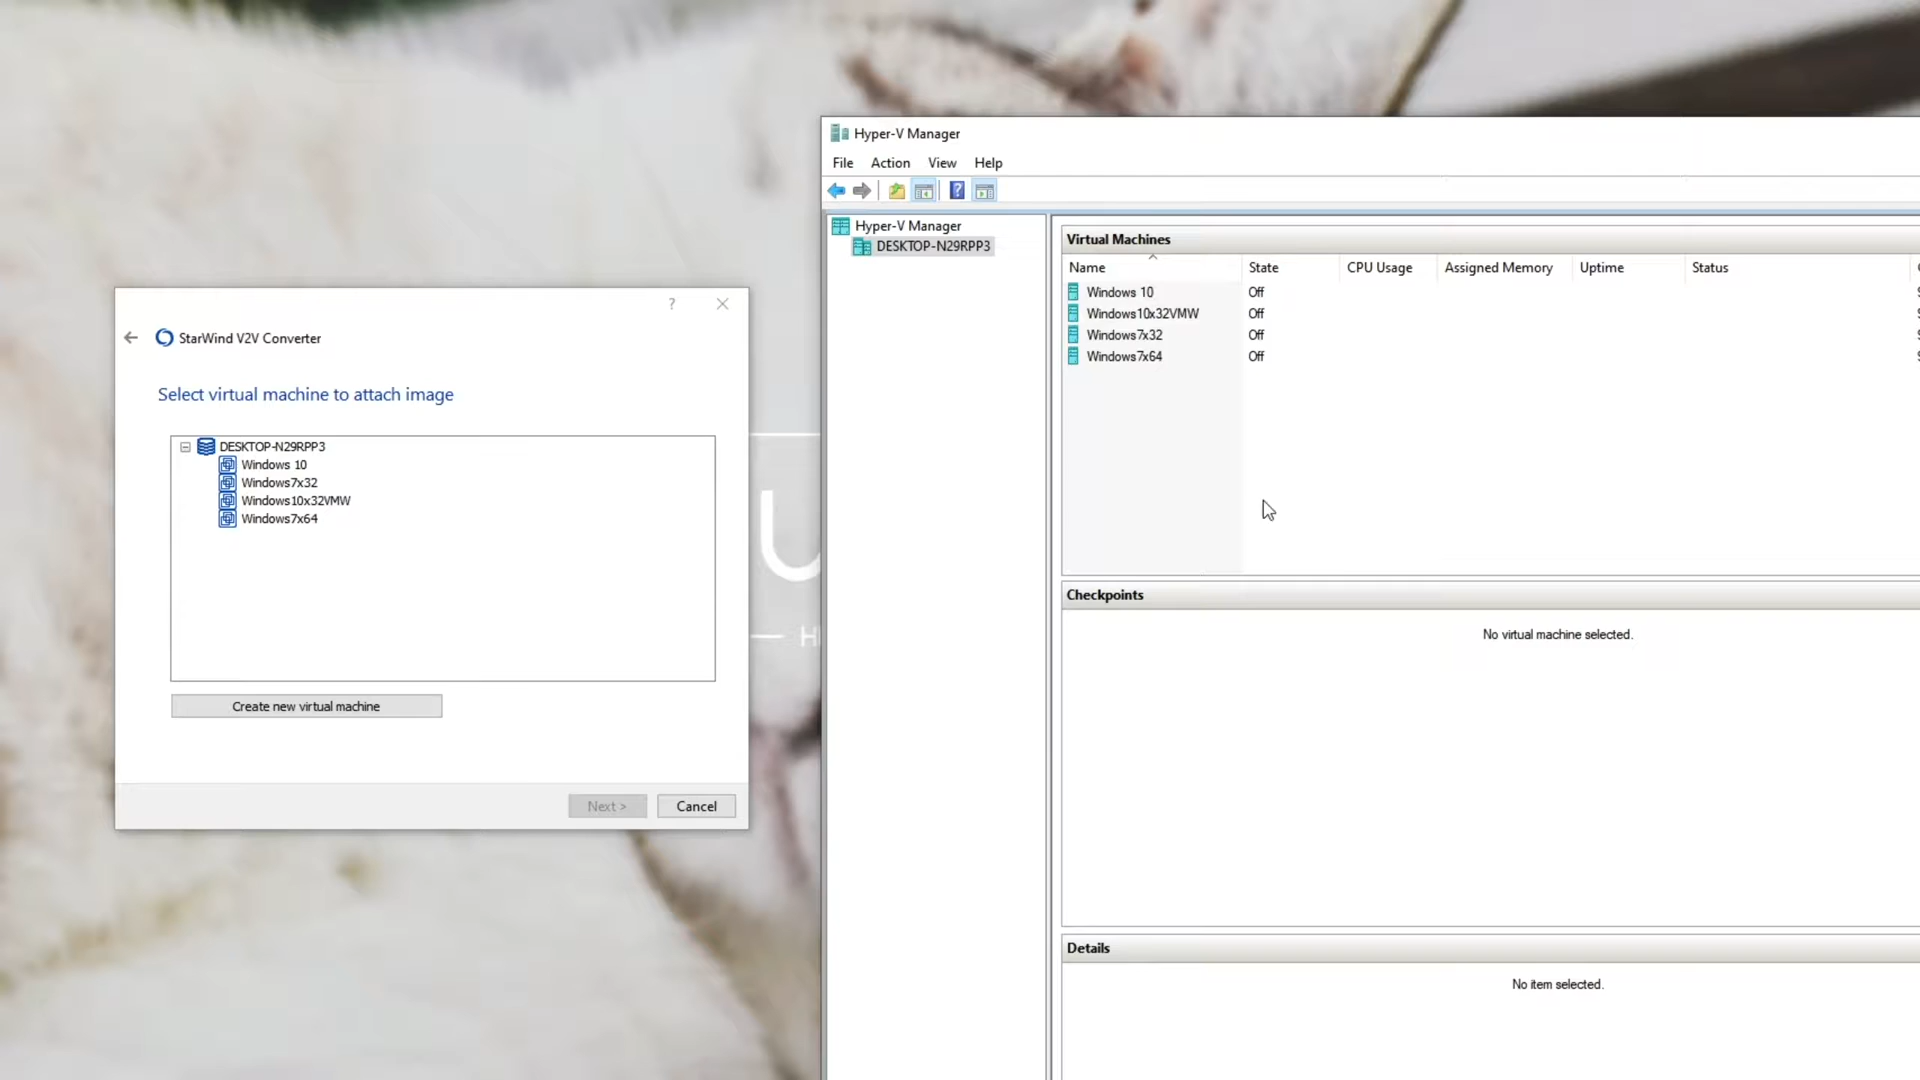 StarWind V2V Converter
Select virtual machine to attach image
DESKTOP-N29RPP3
Windows 10
Windows7x32
Windows10x32VMW
Windows7x64
Create new virtual machine
Next >
Cancel
Hyper-V Manager
File Action View Help
Hyper-V Manager
DESKTOP-N29RPP3
Virtual Machines
Name State CPU Usage Assigned Memory Uptime Status
Windows 10 Off
Windows10x32VMW Off
Windows7x32 Off
Windows7x64 Off
Checkpoints
No virtual machine selected.
Details
No item selected.